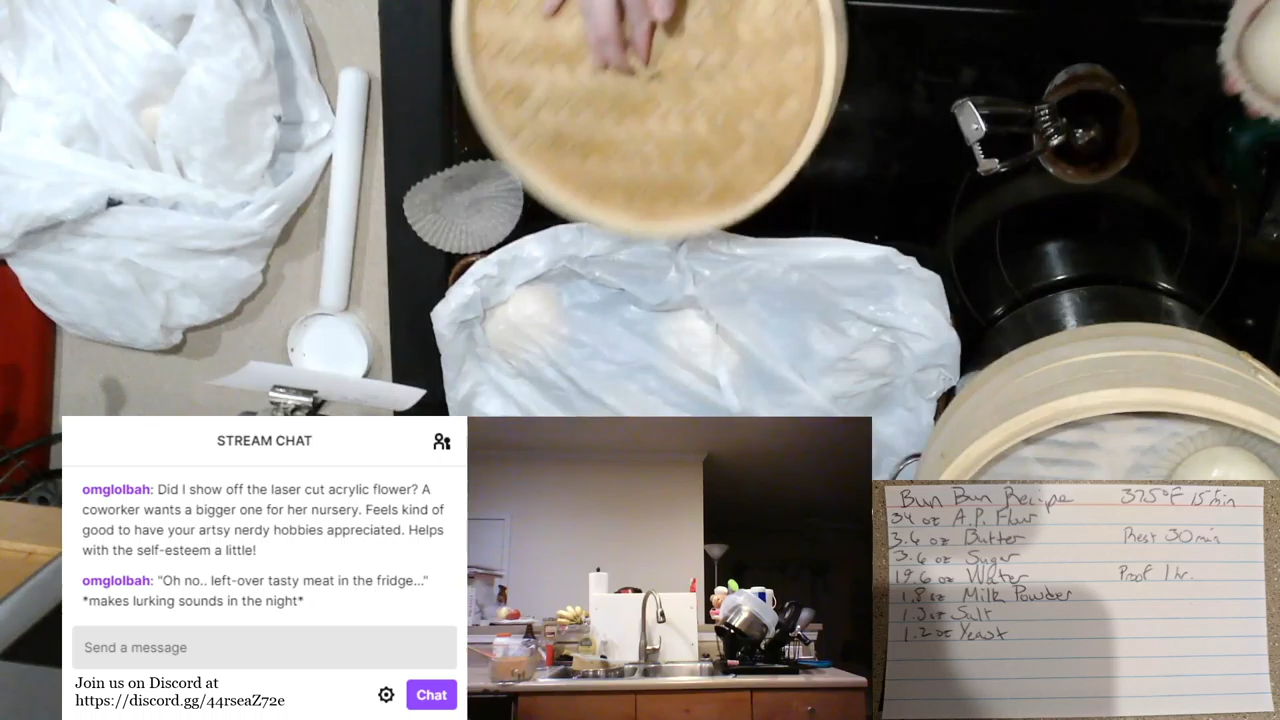 STREAM CHAT
omglolbah: Did I show off the laser cut acrylic flower? A
coworker wants a bigger one for her nursery. Feels kind of
good to have your artsy nerdy hobbies appreciated. Helps
with the self-esteem a little!
omglolbah: "Oh no.. left-over tasty meat in the fridge..."
*makes lurking sounds in the night*
Send a message
Join us on Discord at
https://discord.gg/44rseaZ72e
Chat
Bun Bun Recipe 375°F 15 min
34 oz A.P. Flour
3.6 oz Butter Rest 30 min
3.6 oz Sugar
19.6 oz Water Proof 1 hr.
1.8 oz Milk Powder
Salt
1.2 oz Yeast